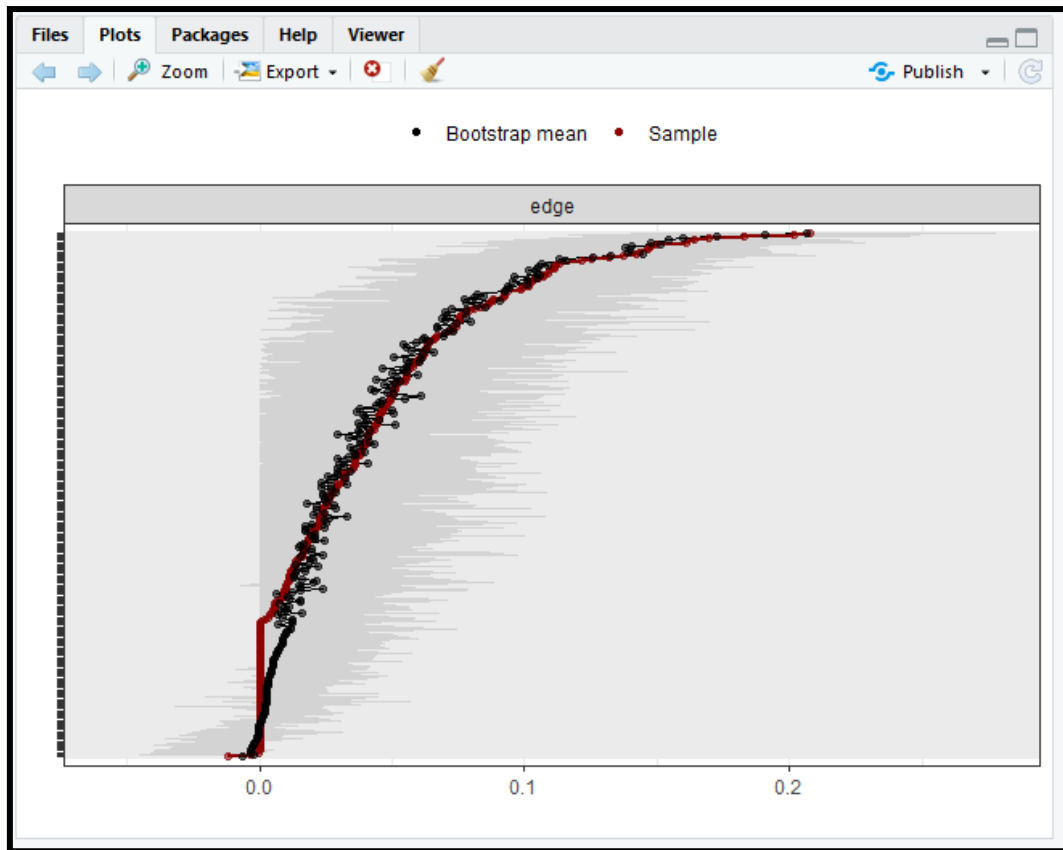 Files Plots Packages Help Viewer
Zoom Export Publish
Bootstrap mean Sample
edge
0.0 0.1 0.2